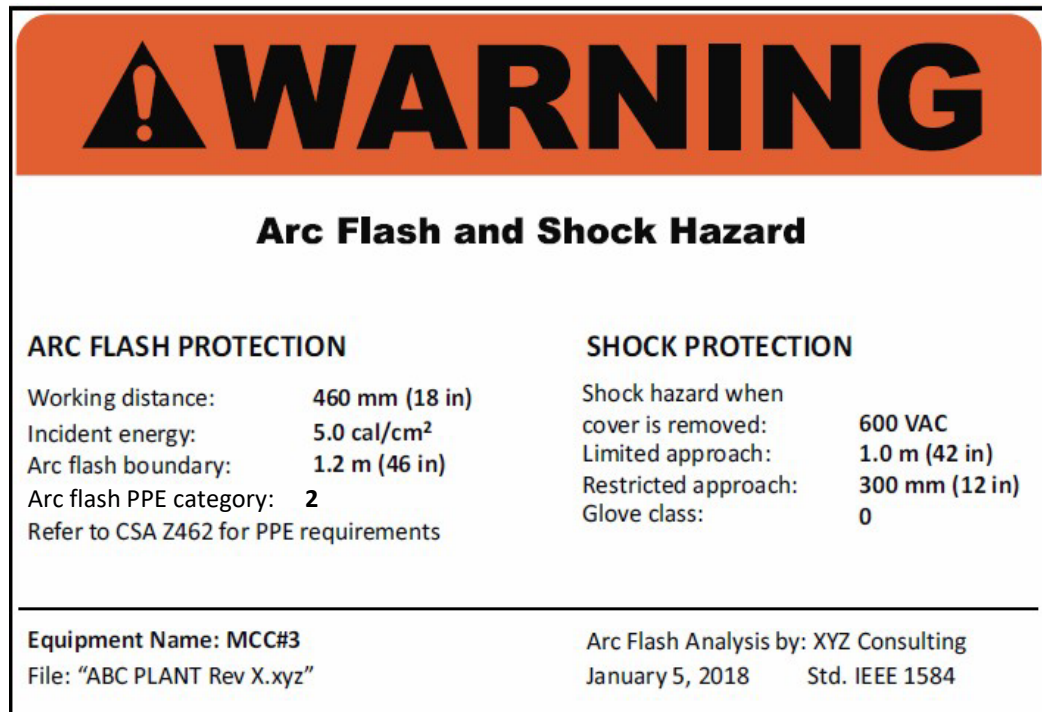 WARNING
Arc Flash and Shock Hazard
ARC FLASH PROTECTION
Working distance: 460 mm (18 in)
Incident energy: 5.0 cal/cm²
Arc flash boundary: 1.2 m (46 in)
Arc flash PPE category: 2
Refer to CSA Z462 for PPE requirements
SHOCK PROTECTION
Shock hazard when
cover is removed: 600 VAC
Limited approach: 1.0 m (42 in)
Restricted approach: 300 mm (12 in)
Glove class: 0
Equipment Name: MCC#3
File: “ABC PLANT Rev X.xyz”
Arc Flash Analysis by: XYZ Consulting
January 5, 2018 Std. IEEE 1584